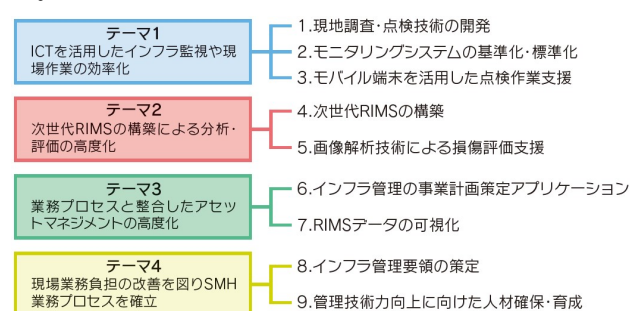 テーマ1
ICTを活用したインフラ監視や現
場作業の効率化
1.現地調査・点検技術の開発
2.モニタリングシステムの基準化・標準化
3.モバイル端末を活用した点検作業支援
テーマ2
次世代RIMSの構築による分析・
評価の高度化
4.次世代RIMSの構築
5.画像解析技術による損傷評価支援
テーマ3
業務プロセスと整合したアセッ
トマネジメントの高度化
6.インフラ管理の事業計画策定アプリケーション
7.RIMSデータの可視化
テーマ4
現場業務負担の改善を図りSMH
業務プロセスを確立
8.インフラ管理要領の策定
9.管理技術力向上に向けた人材確保・育成